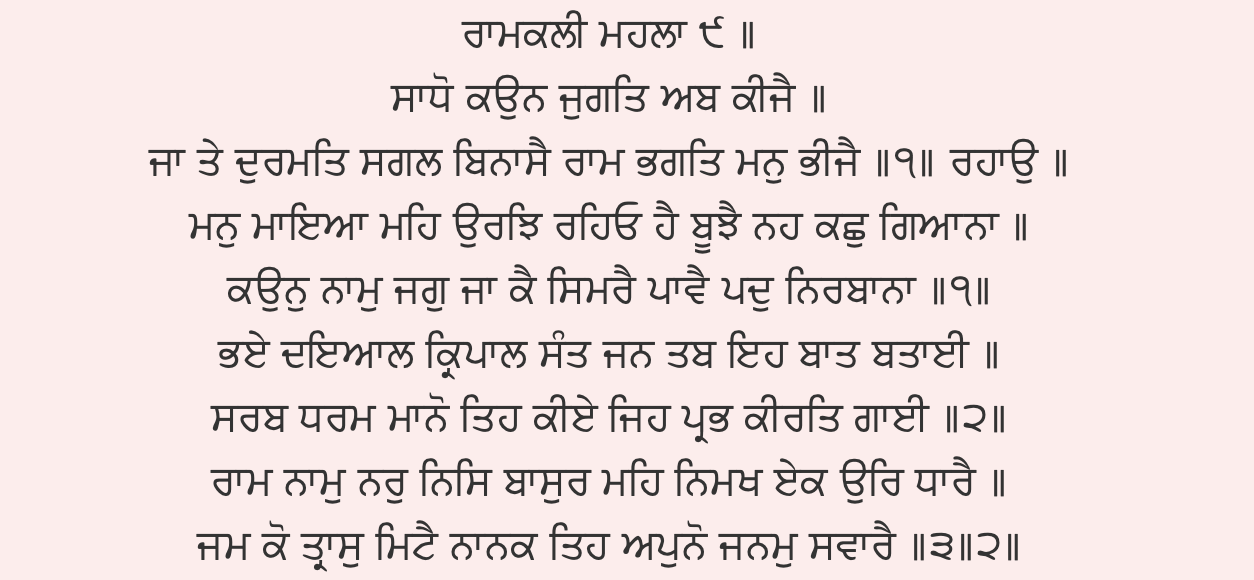 ਰਾਮਕਲੀ ਮਹਲਾ ੯ ॥
ਸਾਧੋ ਕਉਨ ਜੁਗਤਿ ਅਬ ਕੀਜੈ ॥
ਜਾ ਤੇ ਦੁਰਮਤਿ ਸਗਲ ਬਿਨਾਸੈ ਰਾਮ ਭਗਤਿ ਮਨੁ ਭੀਜੈ ॥੧॥ ਰਹਾਉ ॥
ਮਨੁ ਮਾਇਆ ਮਹਿ ਉਰਝਿ ਰਹਿਓ ਹੈ ਬੂਝੈ ਨਹ ਕਛੁ ਗਿਆਨਾ ॥
ਕਉਨੁ ਨਾਮੁ ਜਗੁ ਜਾ ਕੈ ਸਿਮਰੈ ਪਾਵੈ ਪਦੁ ਨਿਰਬਾਨਾ ॥੧॥
ਭਏ ਦਇਆਲ ਕ੍ਰਿਪਾਲ ਸੰਤ ਜਨ ਤਬ ਇਹ ਬਾਤ ਬਤਾਈ ॥
ਸਰਬ ਧਰਮ ਮਾਨੋ ਤਿਹ ਕੀਏ ਜਿਹ ਪ੍ਰਭ ਕੀਰਤਿ ਗਾਈ ॥੨॥
ਰਾਮ ਨਾਮੁ ਨਰੁ ਨਿਸਿ ਬਾਸੁਰ ਮਹਿ ਨਿਮਖ ਏਕ ਉਰਿ ਧਾਰੈ ॥
ਜਮ ਕੋ ਤ੍ਰਾਸੁ ਮਿਟੈ ਨਾਨਕ ਤਿਹ ਅਪੁਨੋ ਜਨਮੁ ਸਵਾਰੈ ॥੩॥੨॥